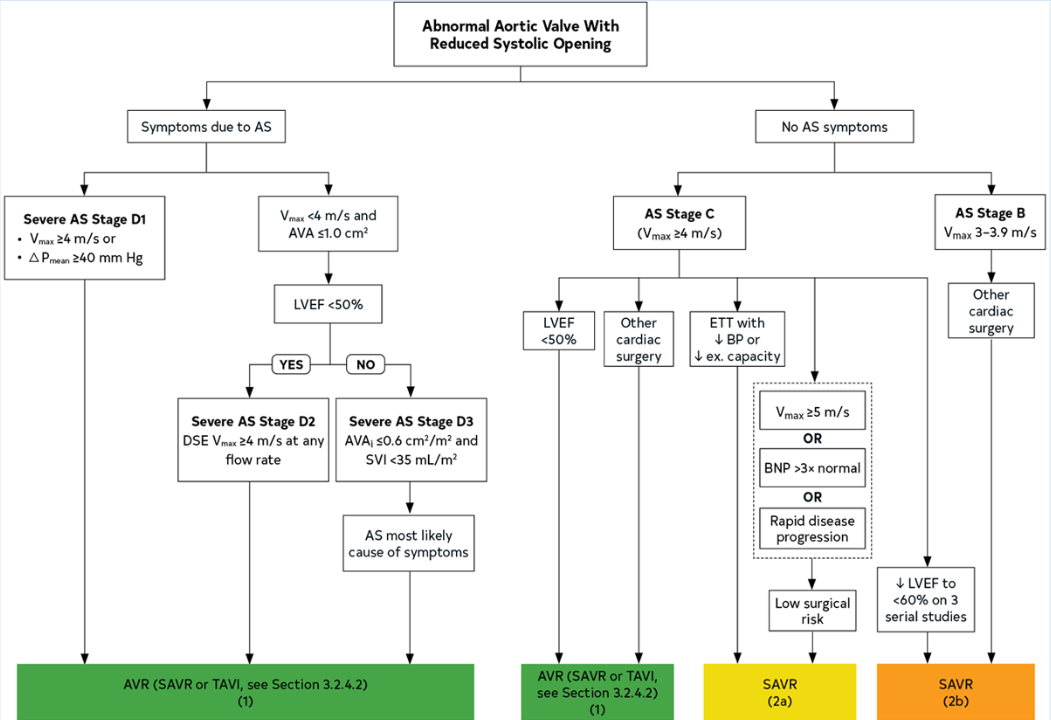 Abnormal Aortic Valve With
Reduced Systolic Opening
Symptoms due to AS
No AS symptoms
Severe AS Stage D1
• Vmax ≥4 m/s or
• △Pmean ≥40 mm Hg
Vmax <4 m/s and
AVA ≤1.0 cm²
AS Stage C
(Vmax ≥4 m/s)
AS Stage B
Vmax 3–3.9 m/s
LVEF <50%
YES
NO
Severe AS Stage D2
DSE Vmax ≥4 m/s at any
flow rate
Severe AS Stage D3
AVAi ≤0.6 cm²/m² and
SVI <35 mL/m²
AS most likely
cause of symptoms
LVEF
<50%
Other
cardiac
surgery
ETT with
↓ BP or
↓ ex. capacity
Other
cardiac
surgery
Vmax ≥5 m/s
OR
BNP >3× normal
OR
Rapid disease
progression
Low surgical
risk
↓ LVEF to
<60% on 3
serial studies
AVR (SAVR or TAVI, see Section 3.2.4.2)
(1)
AVR (SAVR or TAVI,
see Section 3.2.4.2)
(1)
SAVR
(2a)
SAVR
(2b)